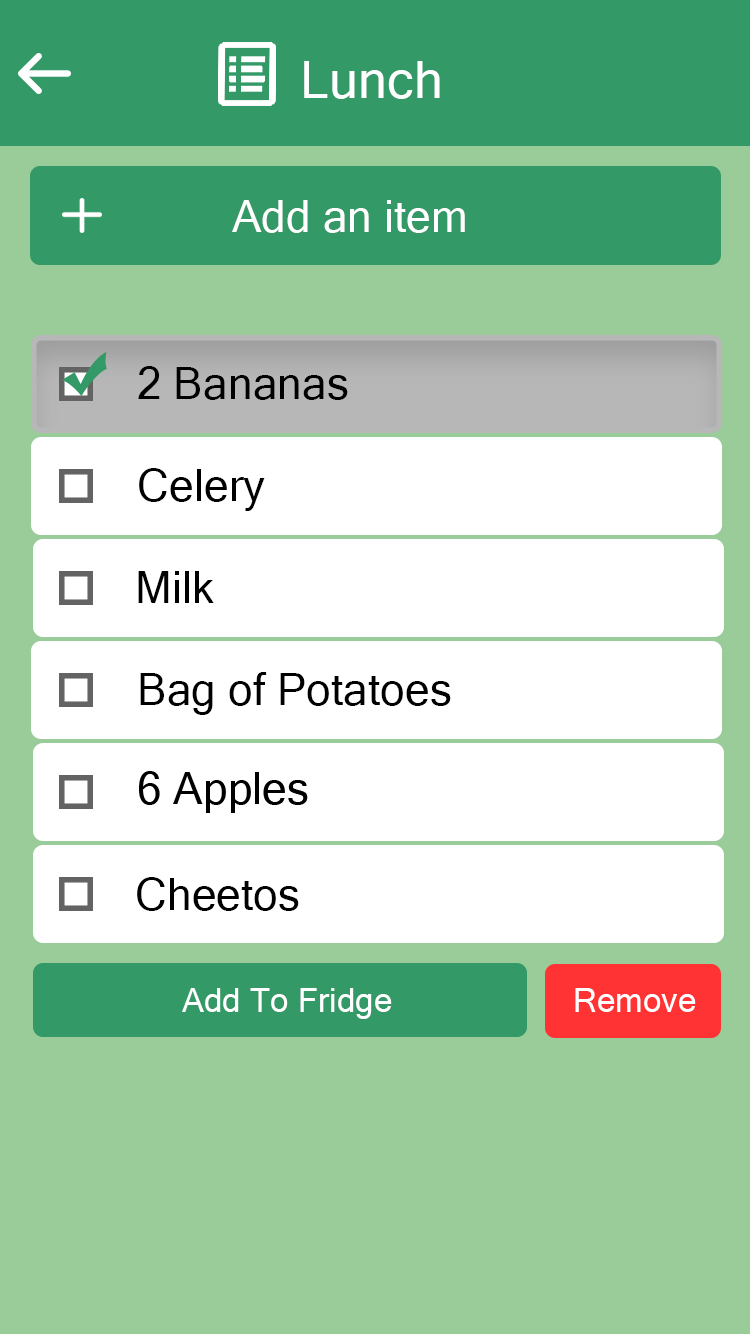 Lunch
Add an item
2 Bananas
Celery
Milk
Bag of Potatoes
6 Apples
Cheetos
Add To Fridge
Remove